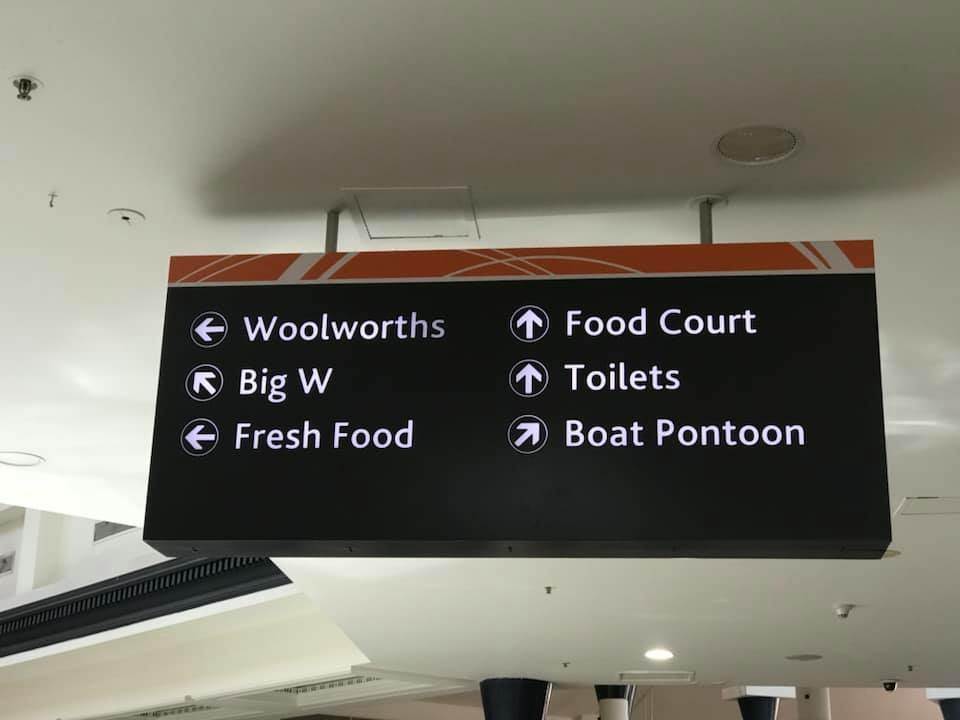 Woolworths
Big W
Fresh Food
Food Court
Toilets
Boat Pontoon